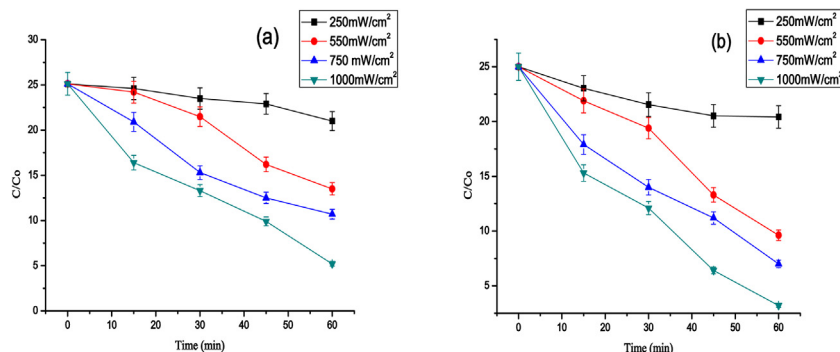 (a)
250mW/cm²
550mW/cm²
750 mW/cm²
1000mW/cm²
30
25
20
15
10
5
0
C/Co
0 10 20 30 40 50 60
Time (min)
(b)
250mW/cm²
550mW/cm²
750mW/cm²
1000mW/cm²
25
20
15
10
5
C/Co
0 10 20 30 40 50 60
Time (min)